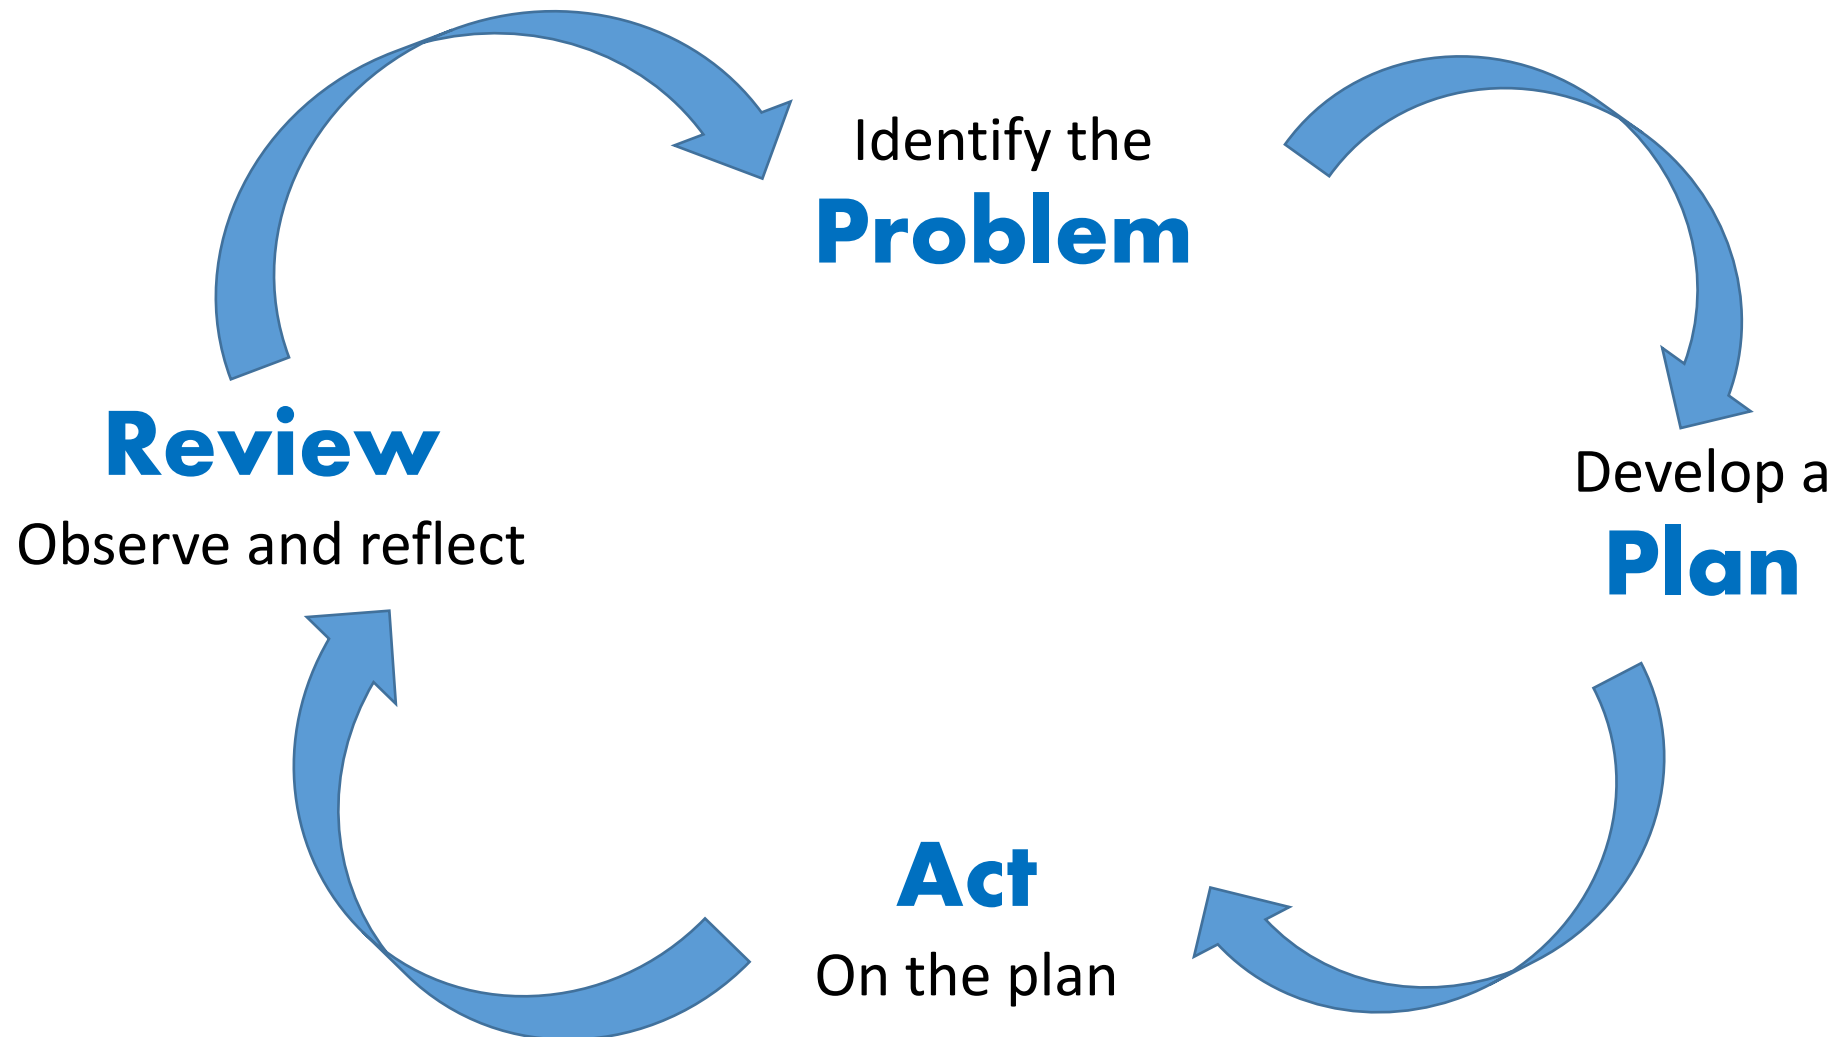 Identify the
Problem
Develop a
Plan
Act
On the plan
Review
Observe and reflect